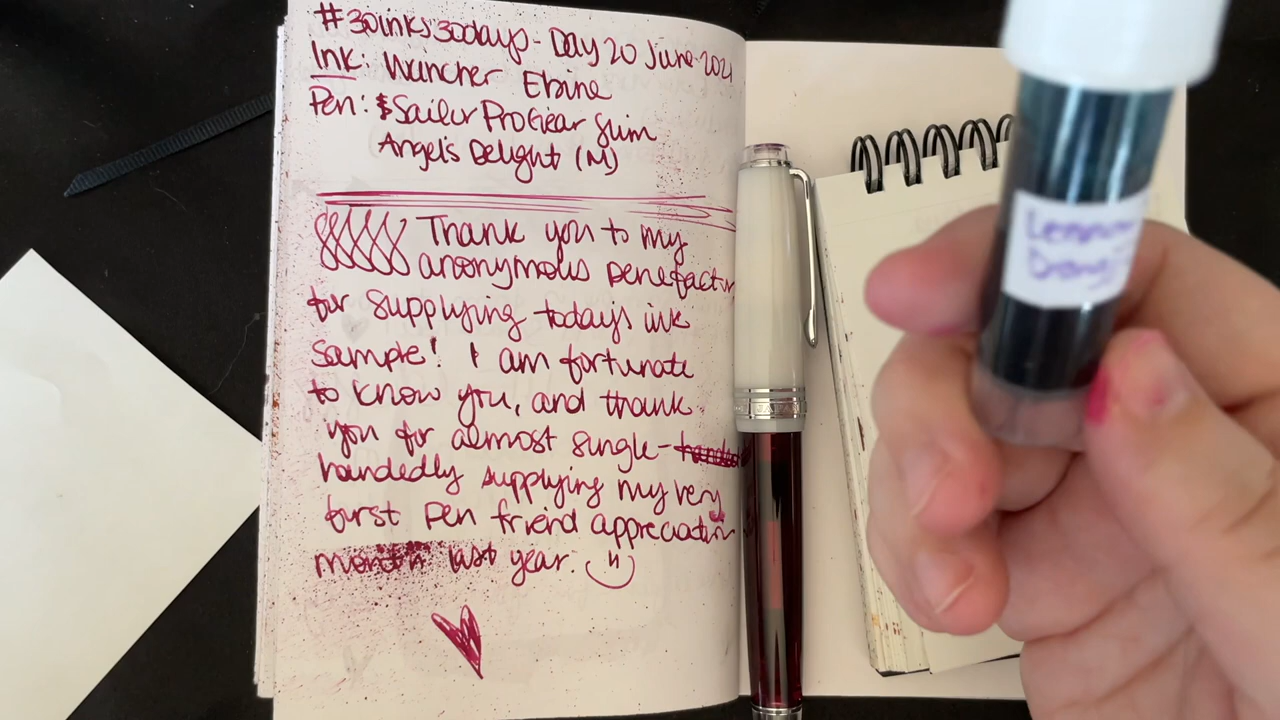 #30inks30days - Day 20 June 2021
Ink: Wancher Ebine
Pen: Sailor ProGear Slim
Angel's Delight (M)
Thank you to my
anonymous benefactor
for supplying today's ink
sample! I am fortunate
to know you, and thank
you for almost single-
handedly supplying my very
first pen friend appreciation
month last year.